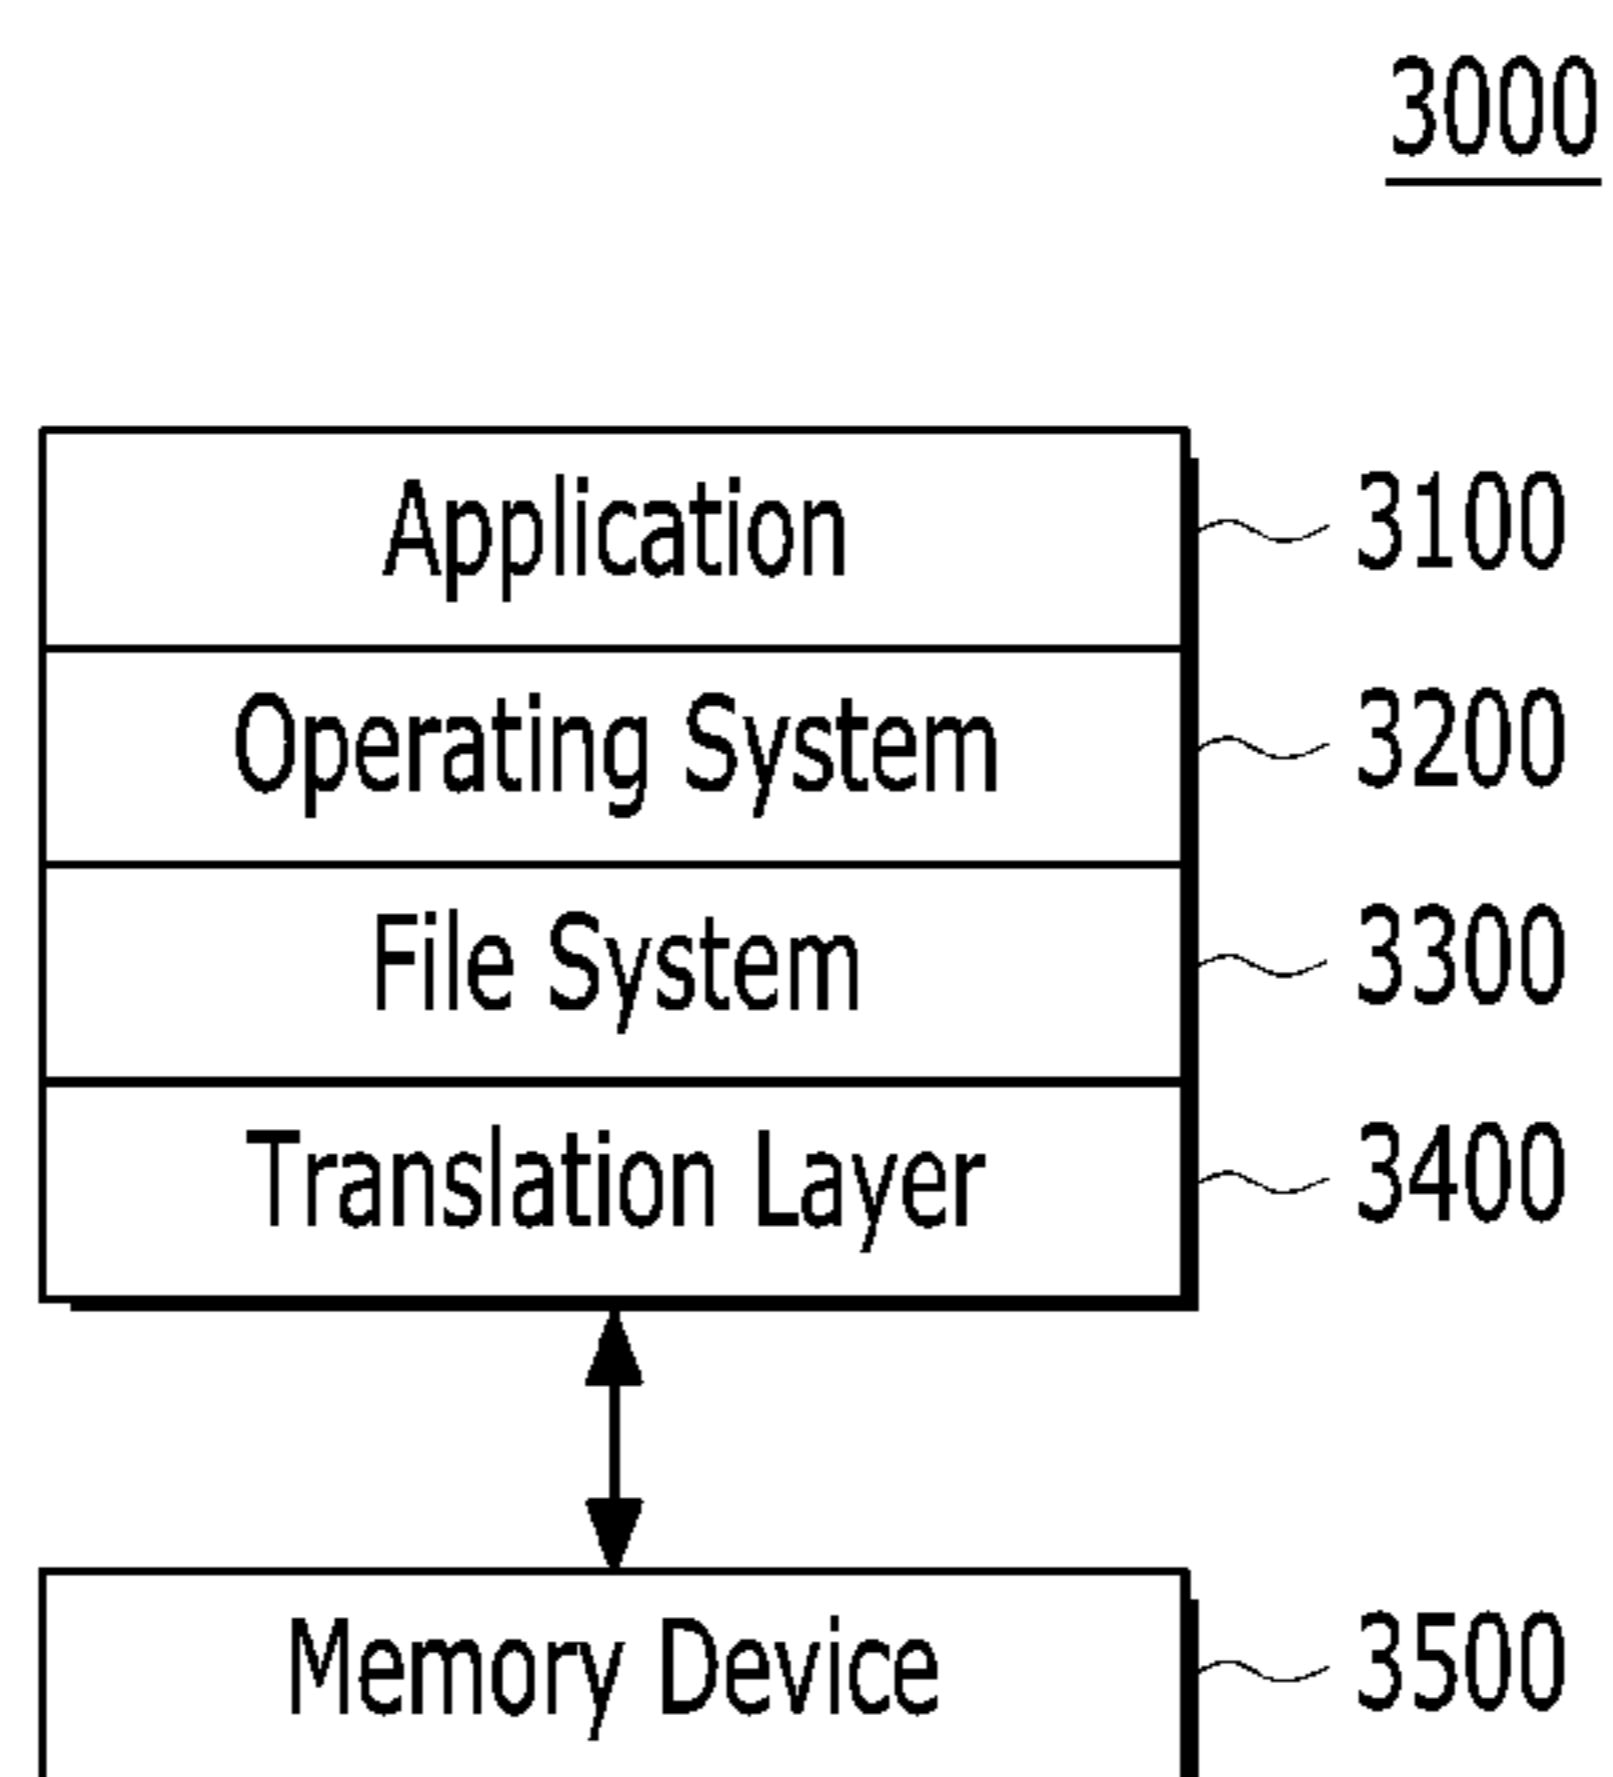 3000
Application 3100
Operating System 3200
File System 3300
Translation Layer 3400
Memory Device 3500